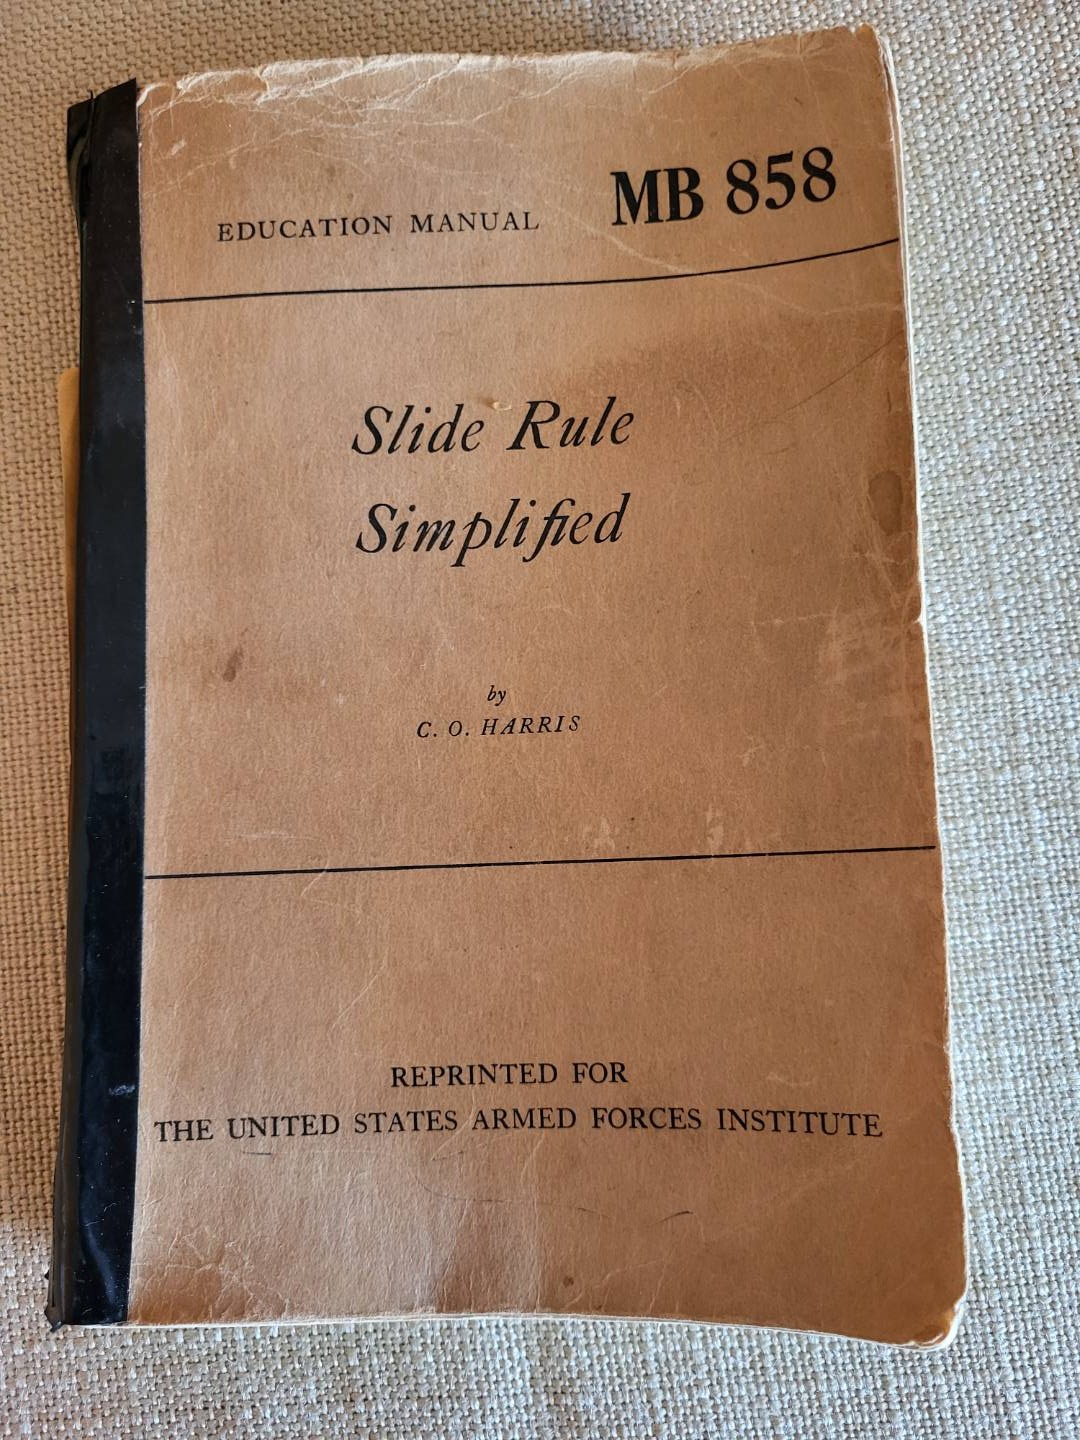 EDUCATION MANUAL MB 858
Slide Rule
Simplified
by
C. O. HARRIS
REPRINTED FOR
THE UNITED STATES ARMED FORCES INSTITUTE